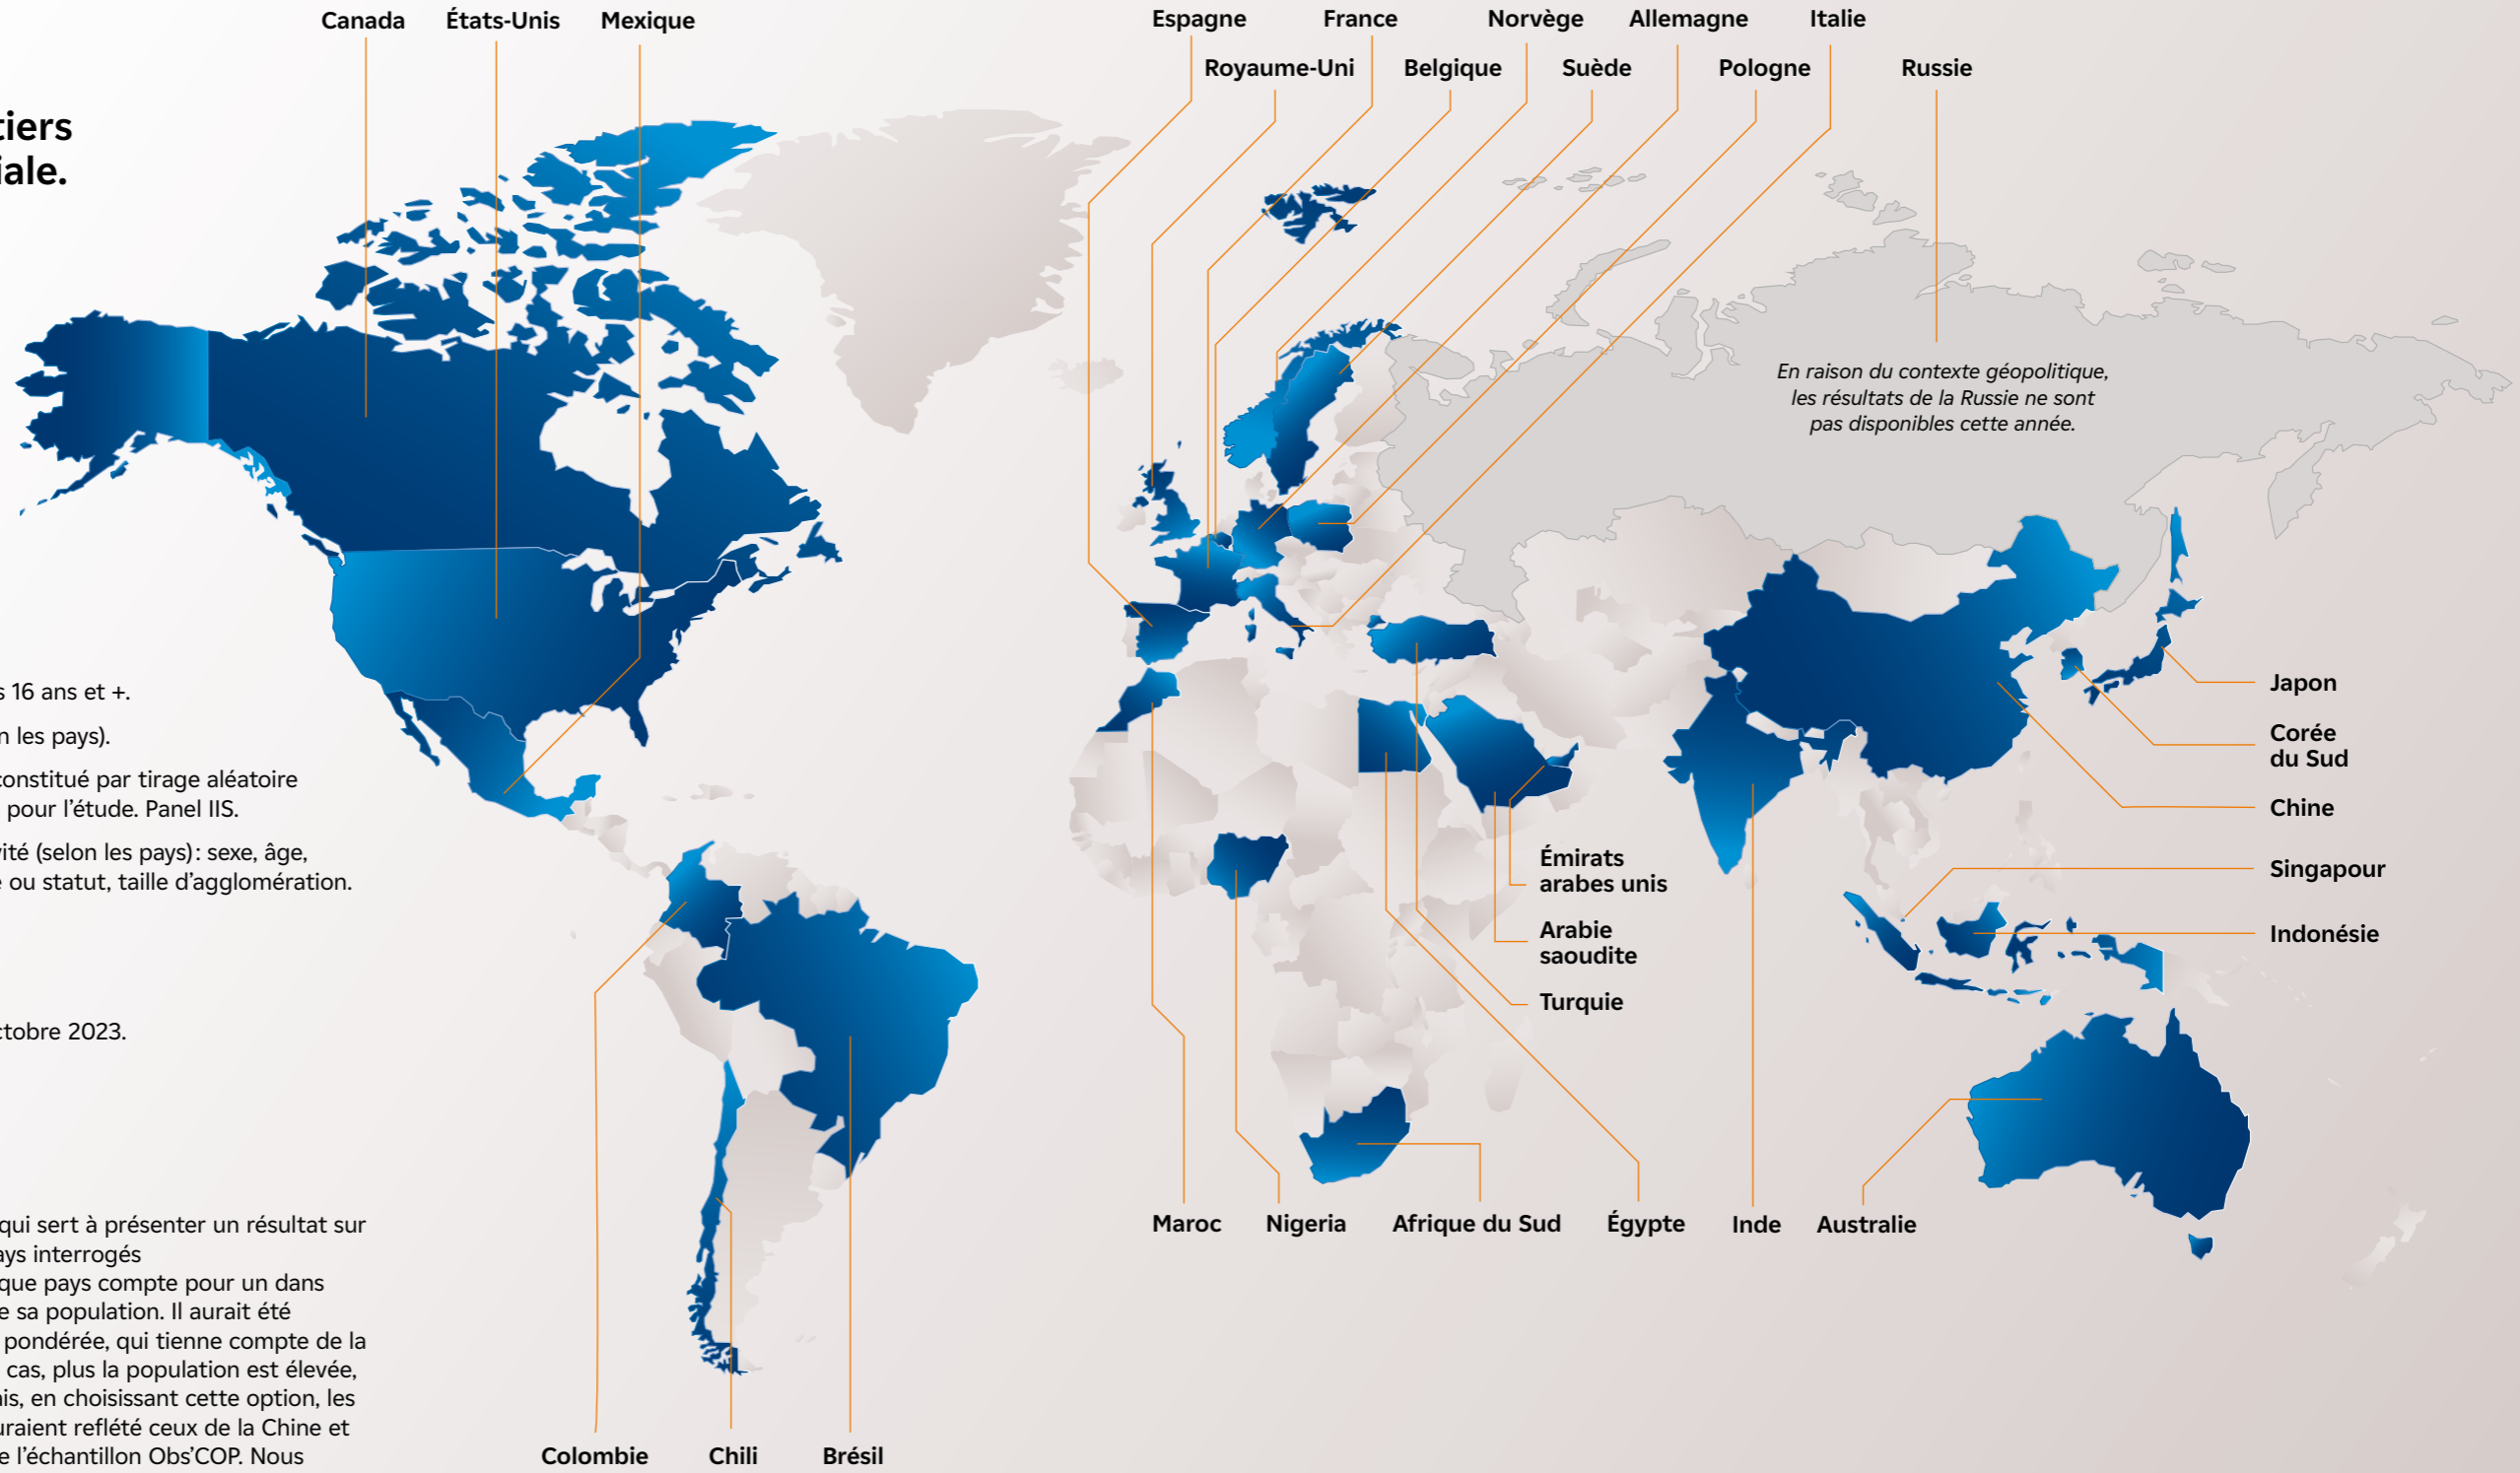 Canada États-Unis Mexique
Espagne France Norvège Allemagne Italie
Royaume-Uni Belgique Suède Pologne Russie
tiers
iale.
En raison du contexte géopolitique,
les résultats de la Russie ne sont
pas disponibles cette année.
s 16 ans et +.
n les pays).
constitué par tirage aléatoire
pour l'étude. Panel IIS.
vité (selon les pays) : sexe, âge,
e ou statut, taille d'agglomération.
ctobre 2023.
qui sert à présenter un résultat sur
ays interrogés
que pays compte pour un dans
e sa population. Il aurait été
pondérée, qui tienne compte de la
cas, plus la population est élevée,
ais, en choisissant cette option, les
uraient reflété ceux de la Chine et
e l'échantillon Obs'COP. Nous
Japon
Corée
du Sud
Chine
Singapour
Indonésie
Émirats
arabes unis
Arabie
saoudite
Turquie
Maroc Nigeria Afrique du Sud Égypte Inde Australie
Colombie Chili Brésil